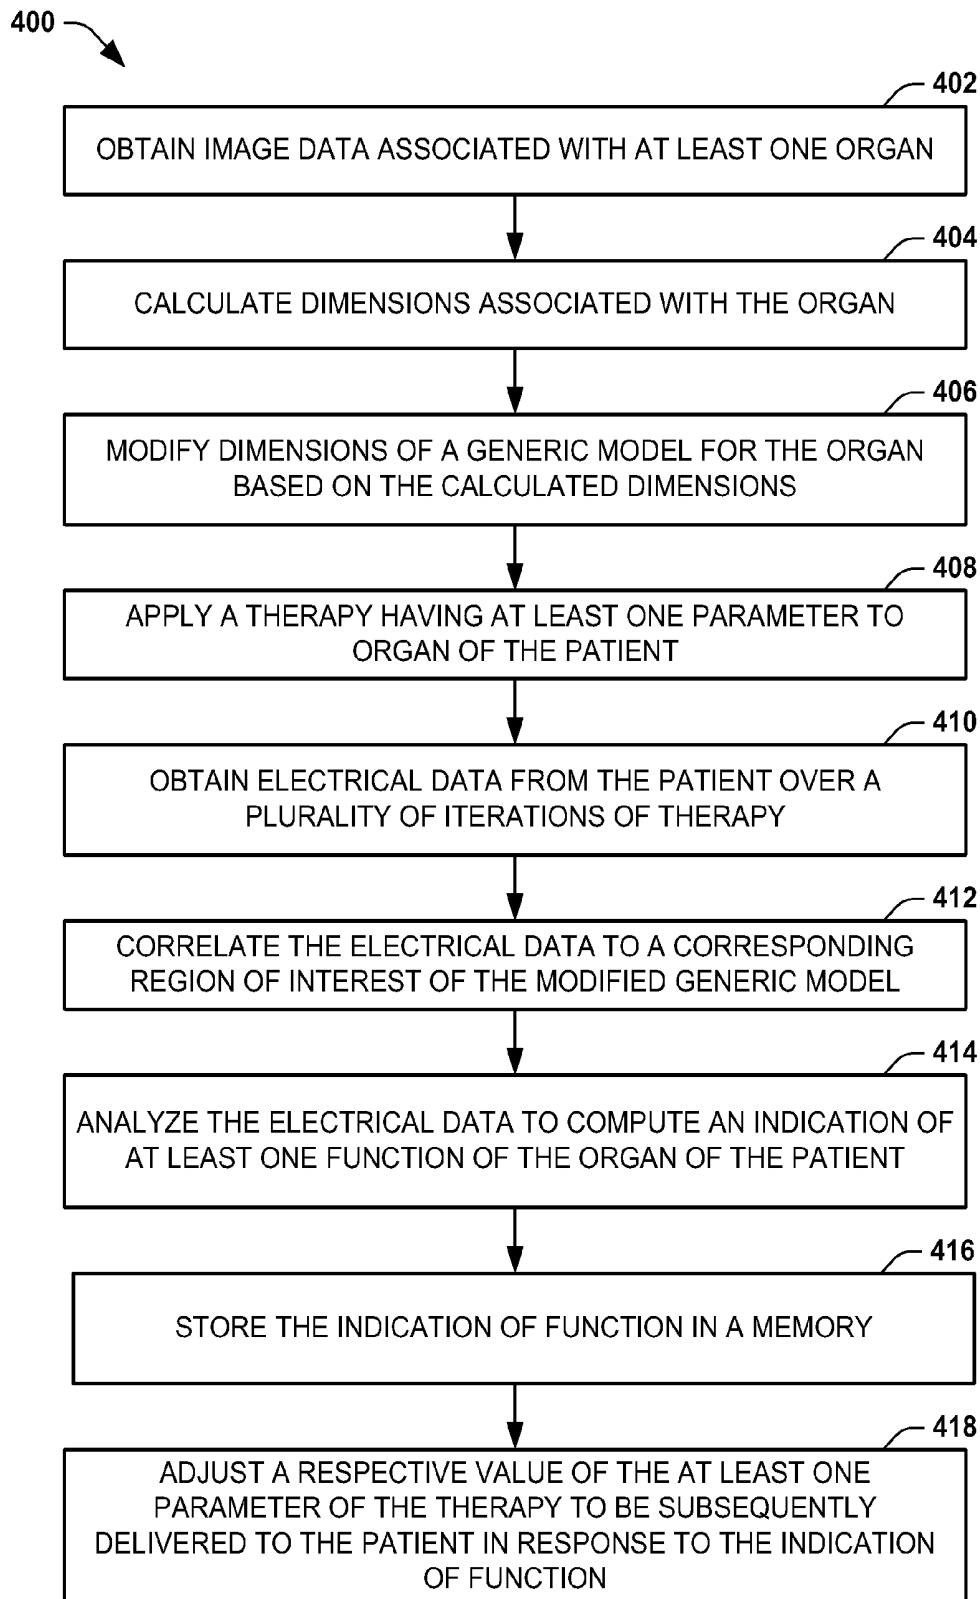 400
402
OBTAIN IMAGE DATA ASSOCIATED WITH AT LEAST ONE ORGAN
404
CALCULATE DIMENSIONS ASSOCIATED WITH THE ORGAN
406
MODIFY DIMENSIONS OF A GENERIC MODEL FOR THE ORGAN
BASED ON THE CALCULATED DIMENSIONS
408
APPLY A THERAPY HAVING AT LEAST ONE PARAMETER TO
ORGAN OF THE PATIENT
410
OBTAIN ELECTRICAL DATA FROM THE PATIENT OVER A
PLURALITY OF ITERATIONS OF THERAPY
412
CORRELATE THE ELECTRICAL DATA TO A CORRESPONDING
REGION OF INTEREST OF THE MODIFIED GENERIC MODEL
414
ANALYZE THE ELECTRICAL DATA TO COMPUTE AN INDICATION OF
AT LEAST ONE FUNCTION OF THE ORGAN OF THE PATIENT
416
STORE THE INDICATION OF FUNCTION IN A MEMORY
418
ADJUST A RESPECTIVE VALUE OF THE AT LEAST ONE
PARAMETER OF THE THERAPY TO BE SUBSEQUENTLY
DELIVERED TO THE PATIENT IN RESPONSE TO THE INDICATION
OF FUNCTION